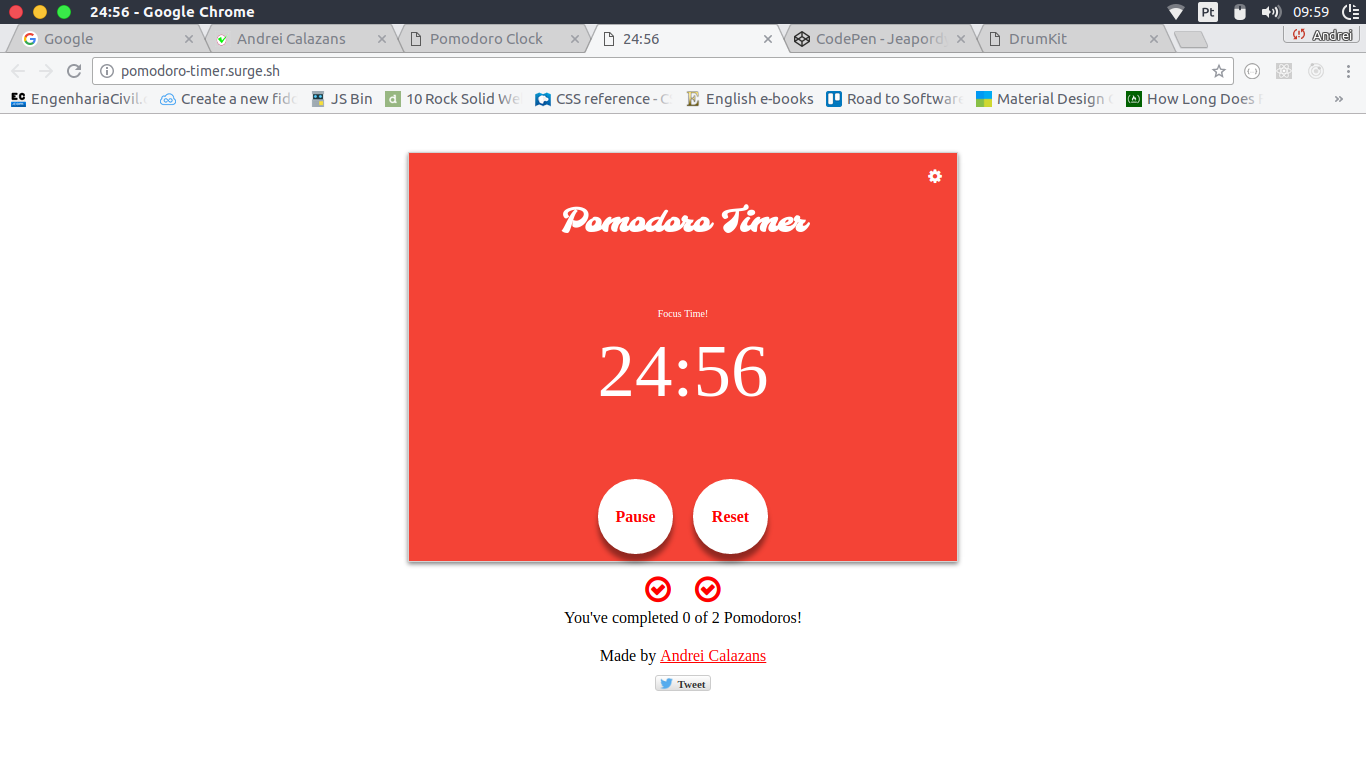 24:56 - Google Chrome
Pt
09:59
Google
Andrei Calazans
Pomodoro Clock
24:56
CodePen - Jeapord
DrumKit
Andrei
pomodoro-timer.surge.sh
EC EngenhariaCivil.
Create a new fidd
JS Bin
d 10 Rock Solid We
CSS reference - C
E English e-books
Road to Softwar
Material Design
How Long Does
»
Pomodoro Timer
Focus Time!
24:56
Pause
Reset
You've completed 0 of 2 Pomodoros!
Made by Andrei Calazans
Tweet